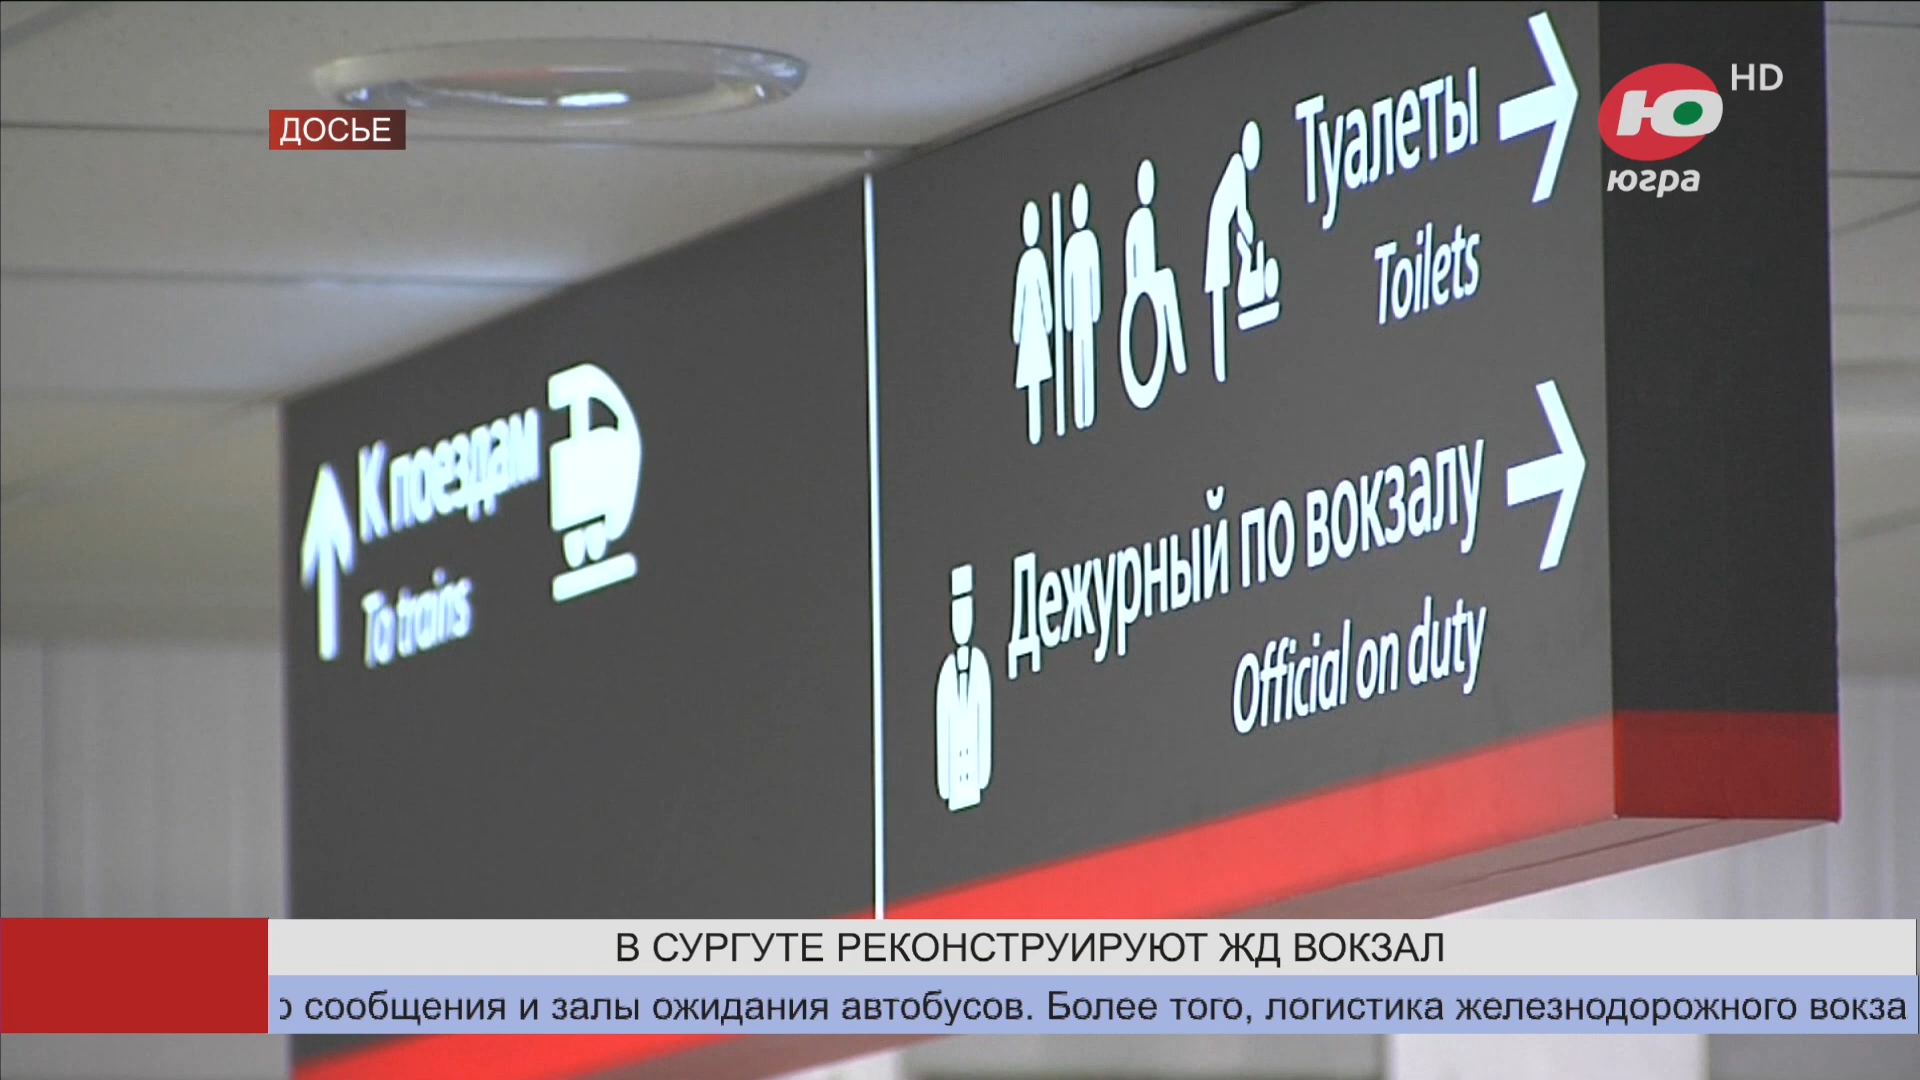 ДОСЬЕ
Ю HD
югра
Туалеты
Toilets
К поездам
To trains
Дежурный по вокзалу
Official on duty
В СУРГУТЕ РЕКОНСТРУИРУЮТ ЖД ВОКЗАЛ
о сообщения и залы ожидания автобусов. Более того, логистика железнодорожного вокза